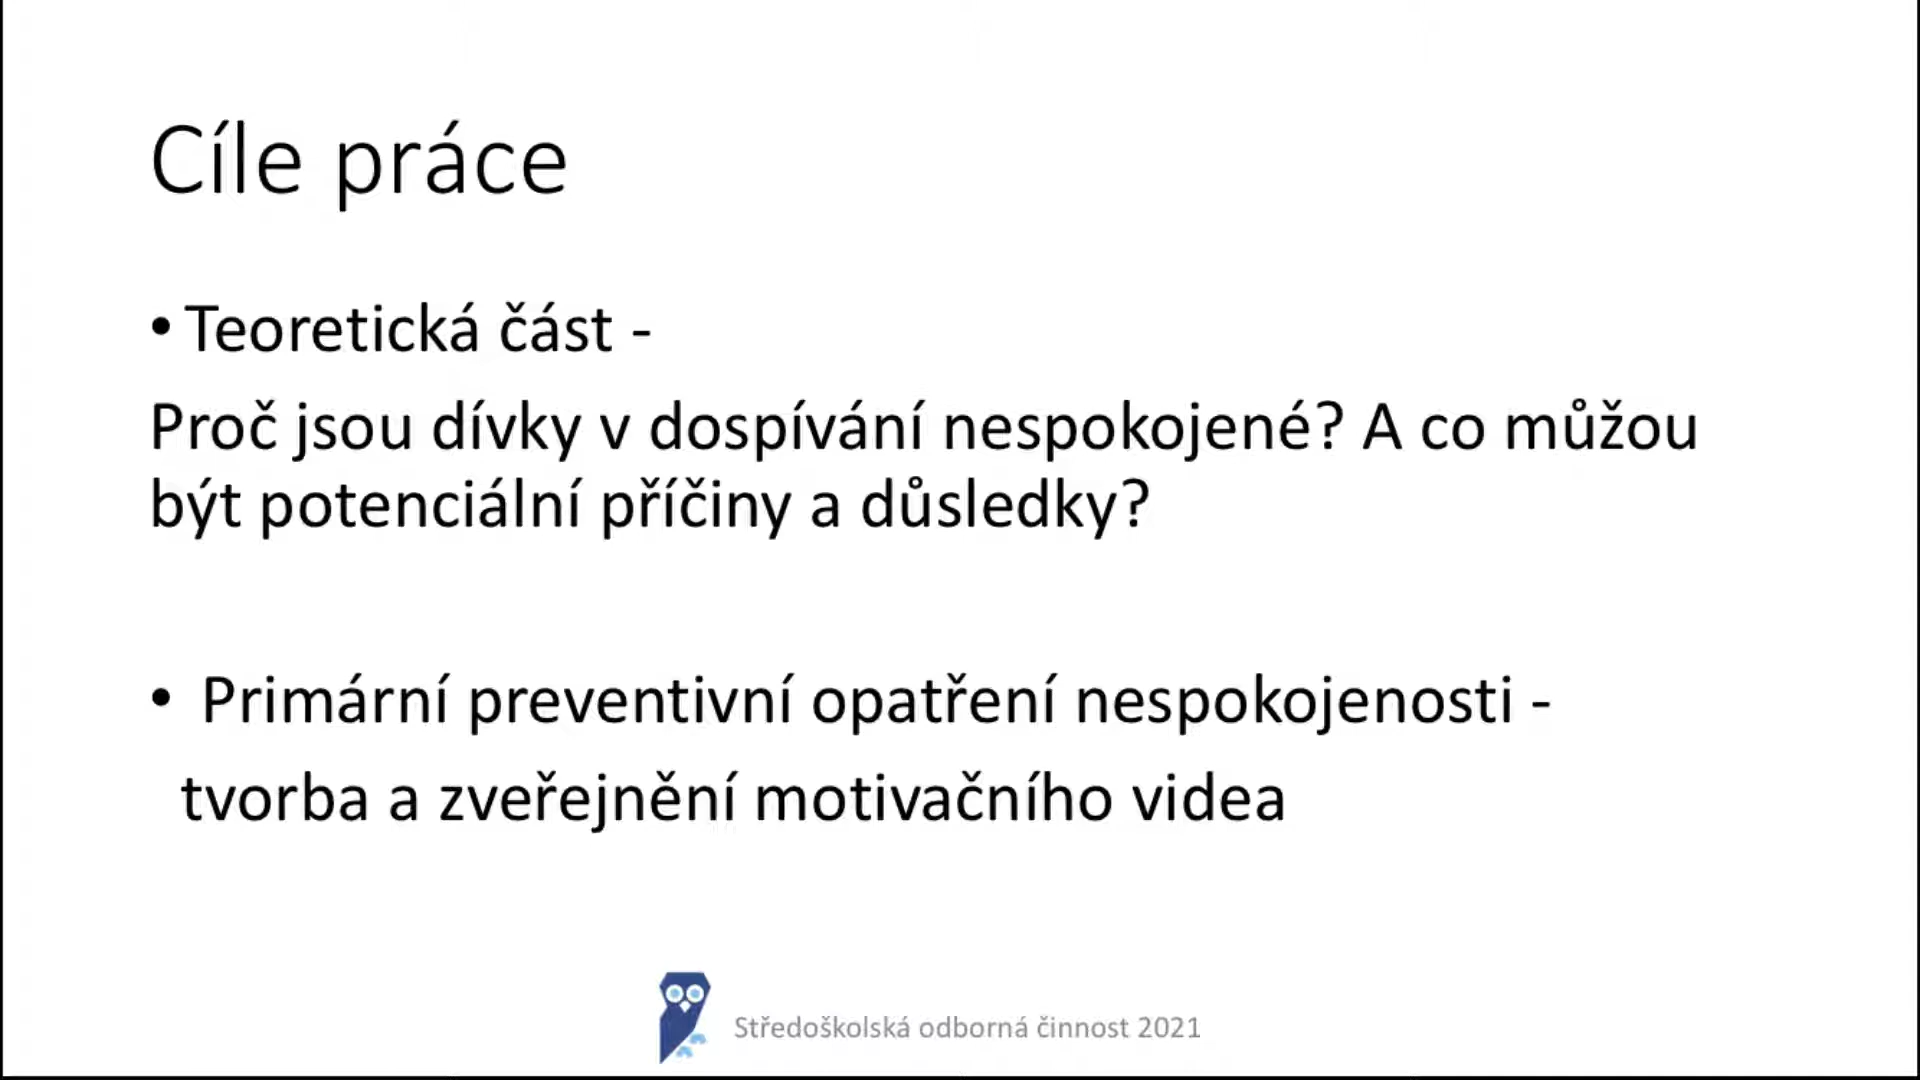 Cíle práce
• Teoretická část -
Proč jsou dívky v dospívání nespokojené? A co můžou
být potenciální příčiny a důsledky?
• Primární preventivní opatření nespokojenosti -
tvorba a zveřejnění motivačního videa
Středoškolská odborná činnost 2021